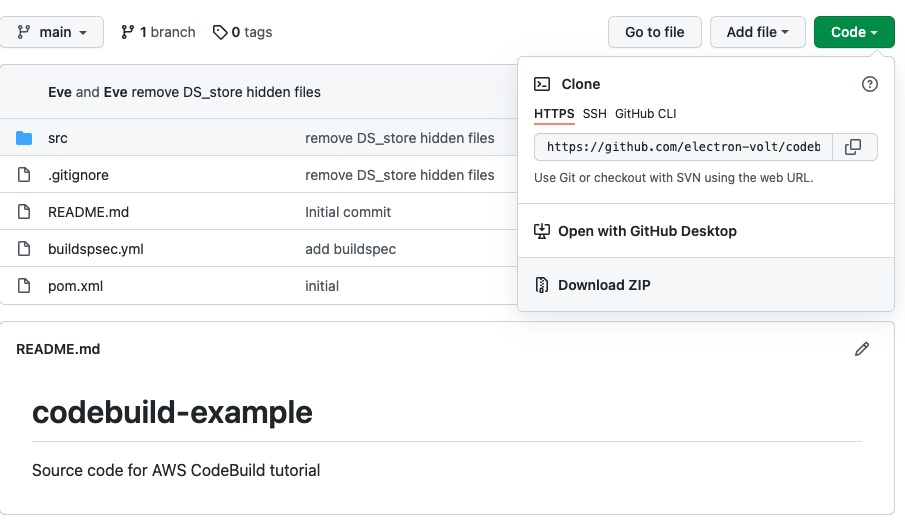 main 1 branch 0 tags Go to file Add file Code
Eve and Eve remove DS_store hidden files
Clone
HTTPS SSH GitHub CLI
https://github.com/electron-volt/codeb
Use Git or checkout with SVN using the web URL.
Open with GitHub Desktop
Download ZIP
src remove DS_store hidden files
.gitignore remove DS_store hidden files
README.md Initial commit
buildspsec.yml add buildspec
pom.xml initial
README.md
codebuild-example
Source code for AWS CodeBuild tutorial